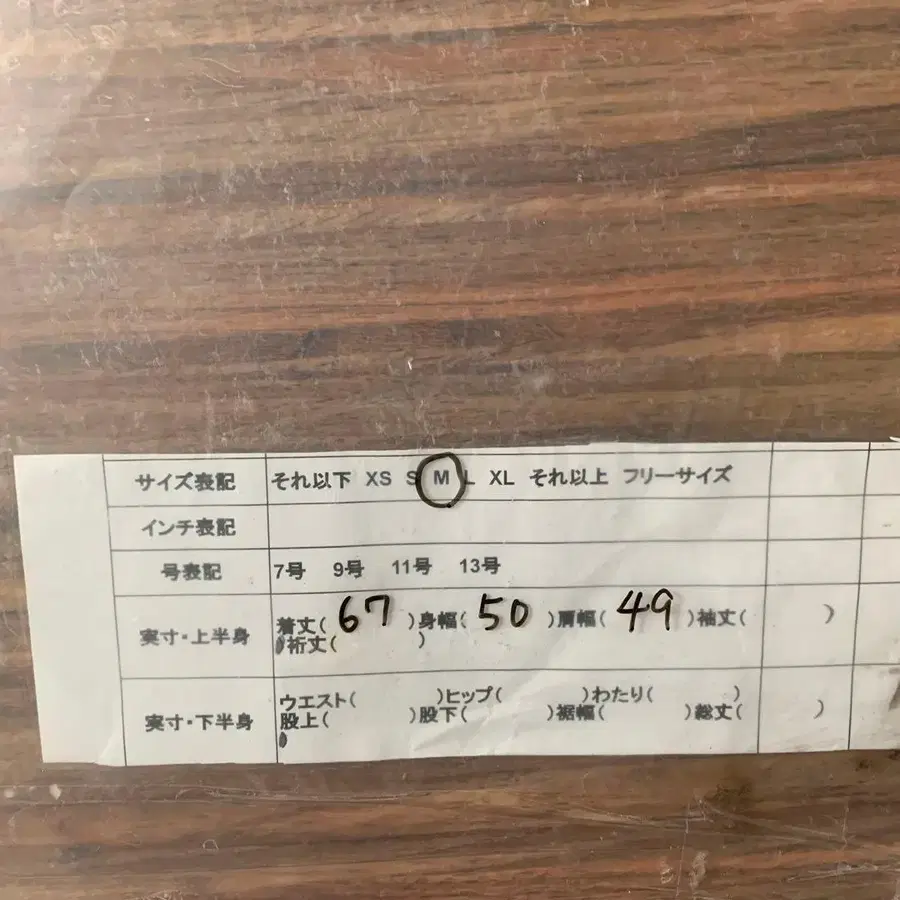 サイズ表記 それ以下 XS S M L XL それ以上 フリーサイズ
インチ表記
号表記 7号 9号 11号 13号
実寸・上半身 着丈( 67 )身幅( 50 )肩幅( 49 )袖丈( )
裄丈( )
実寸・下半身 ウエスト( )ヒップ( )わたり( )
股上( )股下( )裾幅( )総丈( )